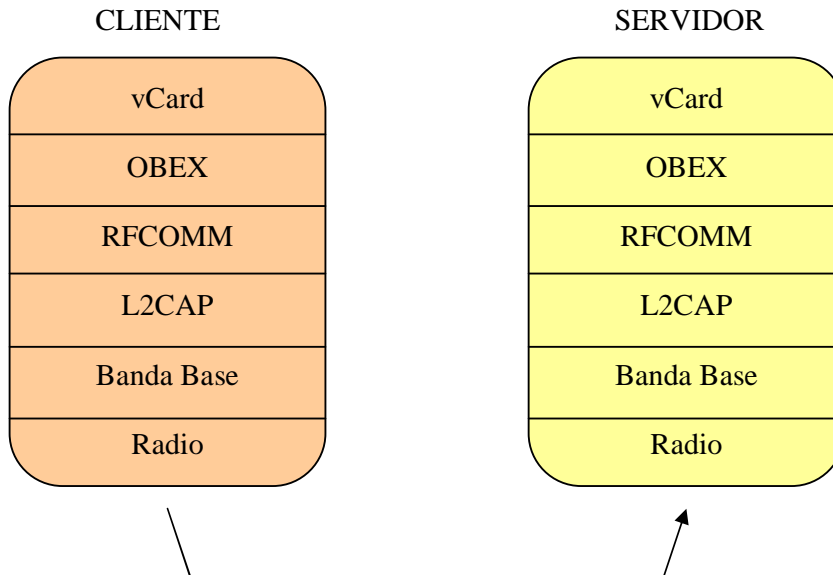 CLIENTE
SERVIDOR
vCard
OBEX
RFCOMM
L2CAP
Banda Base
Radio
vCard
OBEX
RFCOMM
L2CAP
Banda Base
Radio